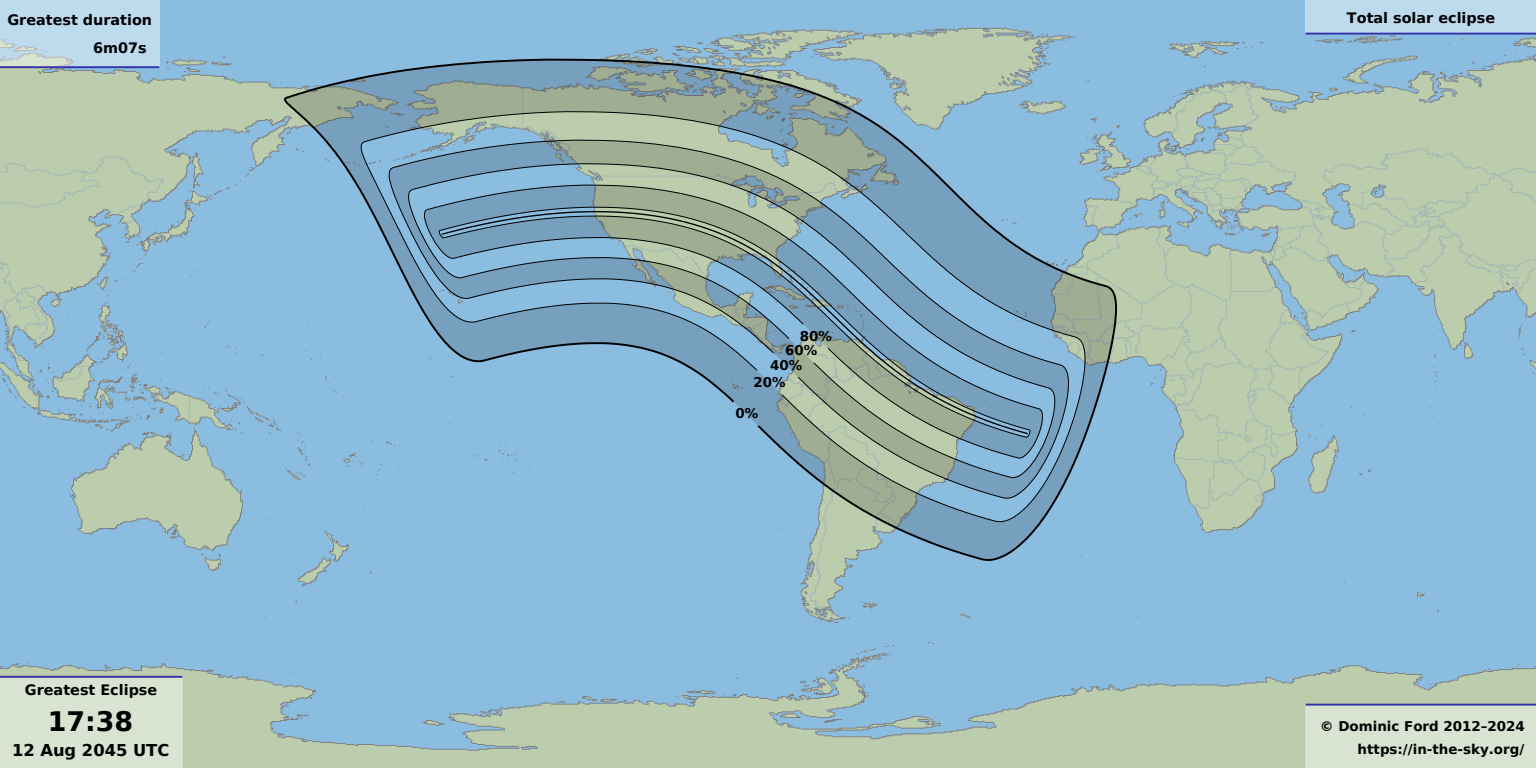 Greatest duration
6m07s
Total solar eclipse
80%
60%
40%
20%
0%
Greatest Eclipse
17:38
12 Aug 2045 UTC
© Dominic Ford 2012–2024
https://in-the-sky.org/